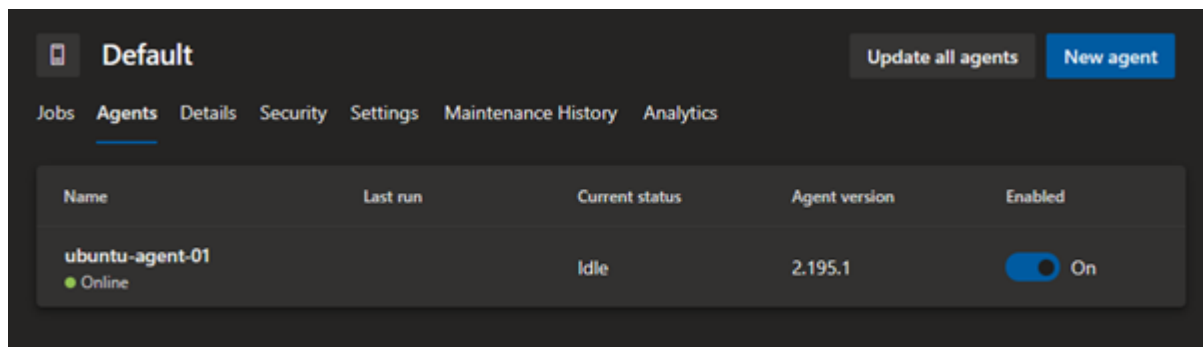 Default
Update all agents New agent
Jobs Agents Details Security Settings Maintenance History Analytics
Name Last run Current status Agent version Enabled
ubuntu-agent-01
Online
Idle 2.195.1 On